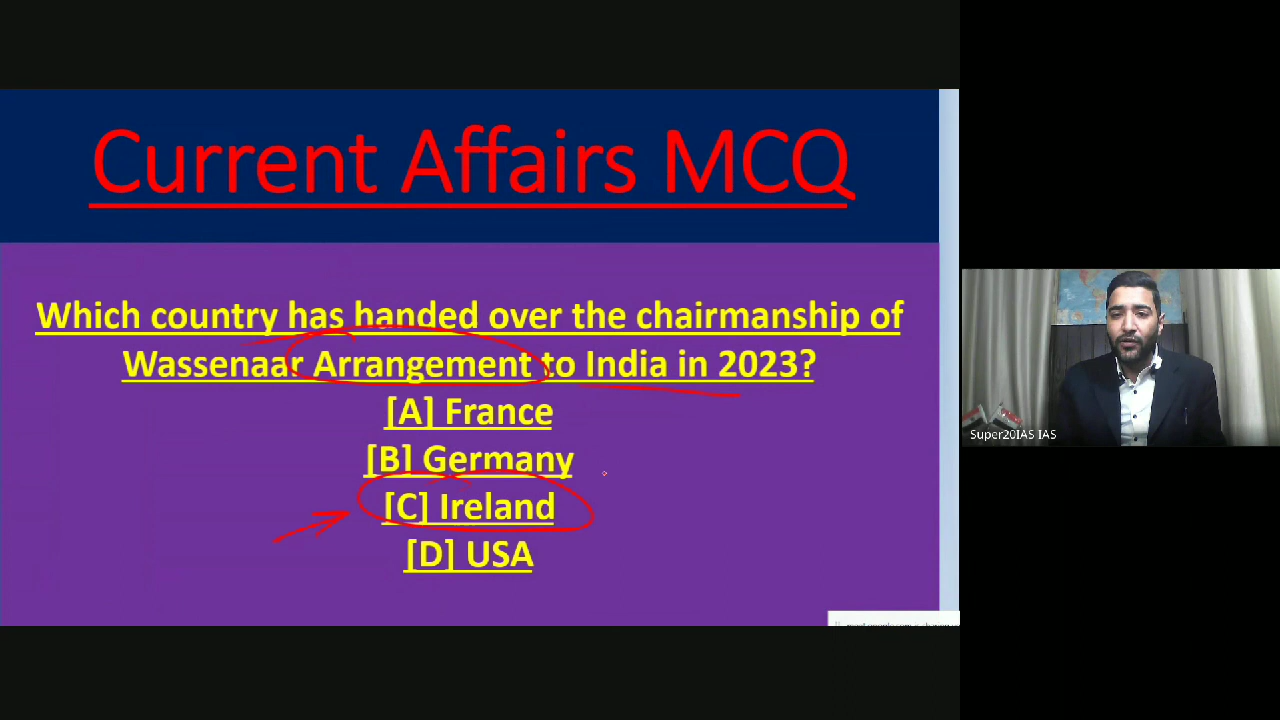 Current Affairs MCQ
Which country has handed over the chairmanship of
Wassenaar Arrangement to India in 2023?
[A] France
[B] Germany
[C] Ireland
[D] USA
Super20IAS IAS